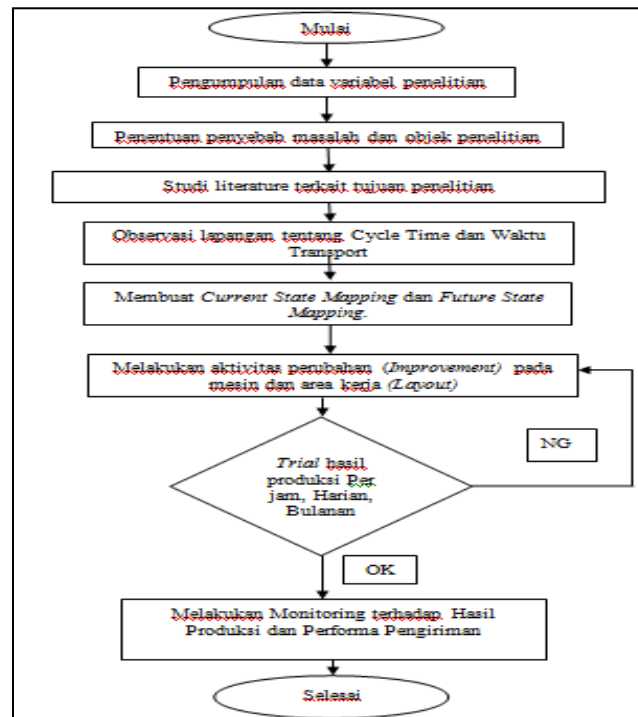 Mulai
Pengumpulan data variabel penelitian
Penentuan penyebab masalah dan objek penelitian
Studi literature terkait tujuan penelitian
Observasi lapangan tentang Cycle Time dan Waktu
Transport
Membuat Current State Mapping dan Future State
Mapping.
Melakukan aktivitas perubahan (Improvement) pada
mesin dan area kerja (Layout)
NG
Trial hasil
produksi Per
jam, Harian,
Bulanan
OK
Melakukan Monitoring terhadap Hasil
Produksi dan Performa Pengiriman
Selesai